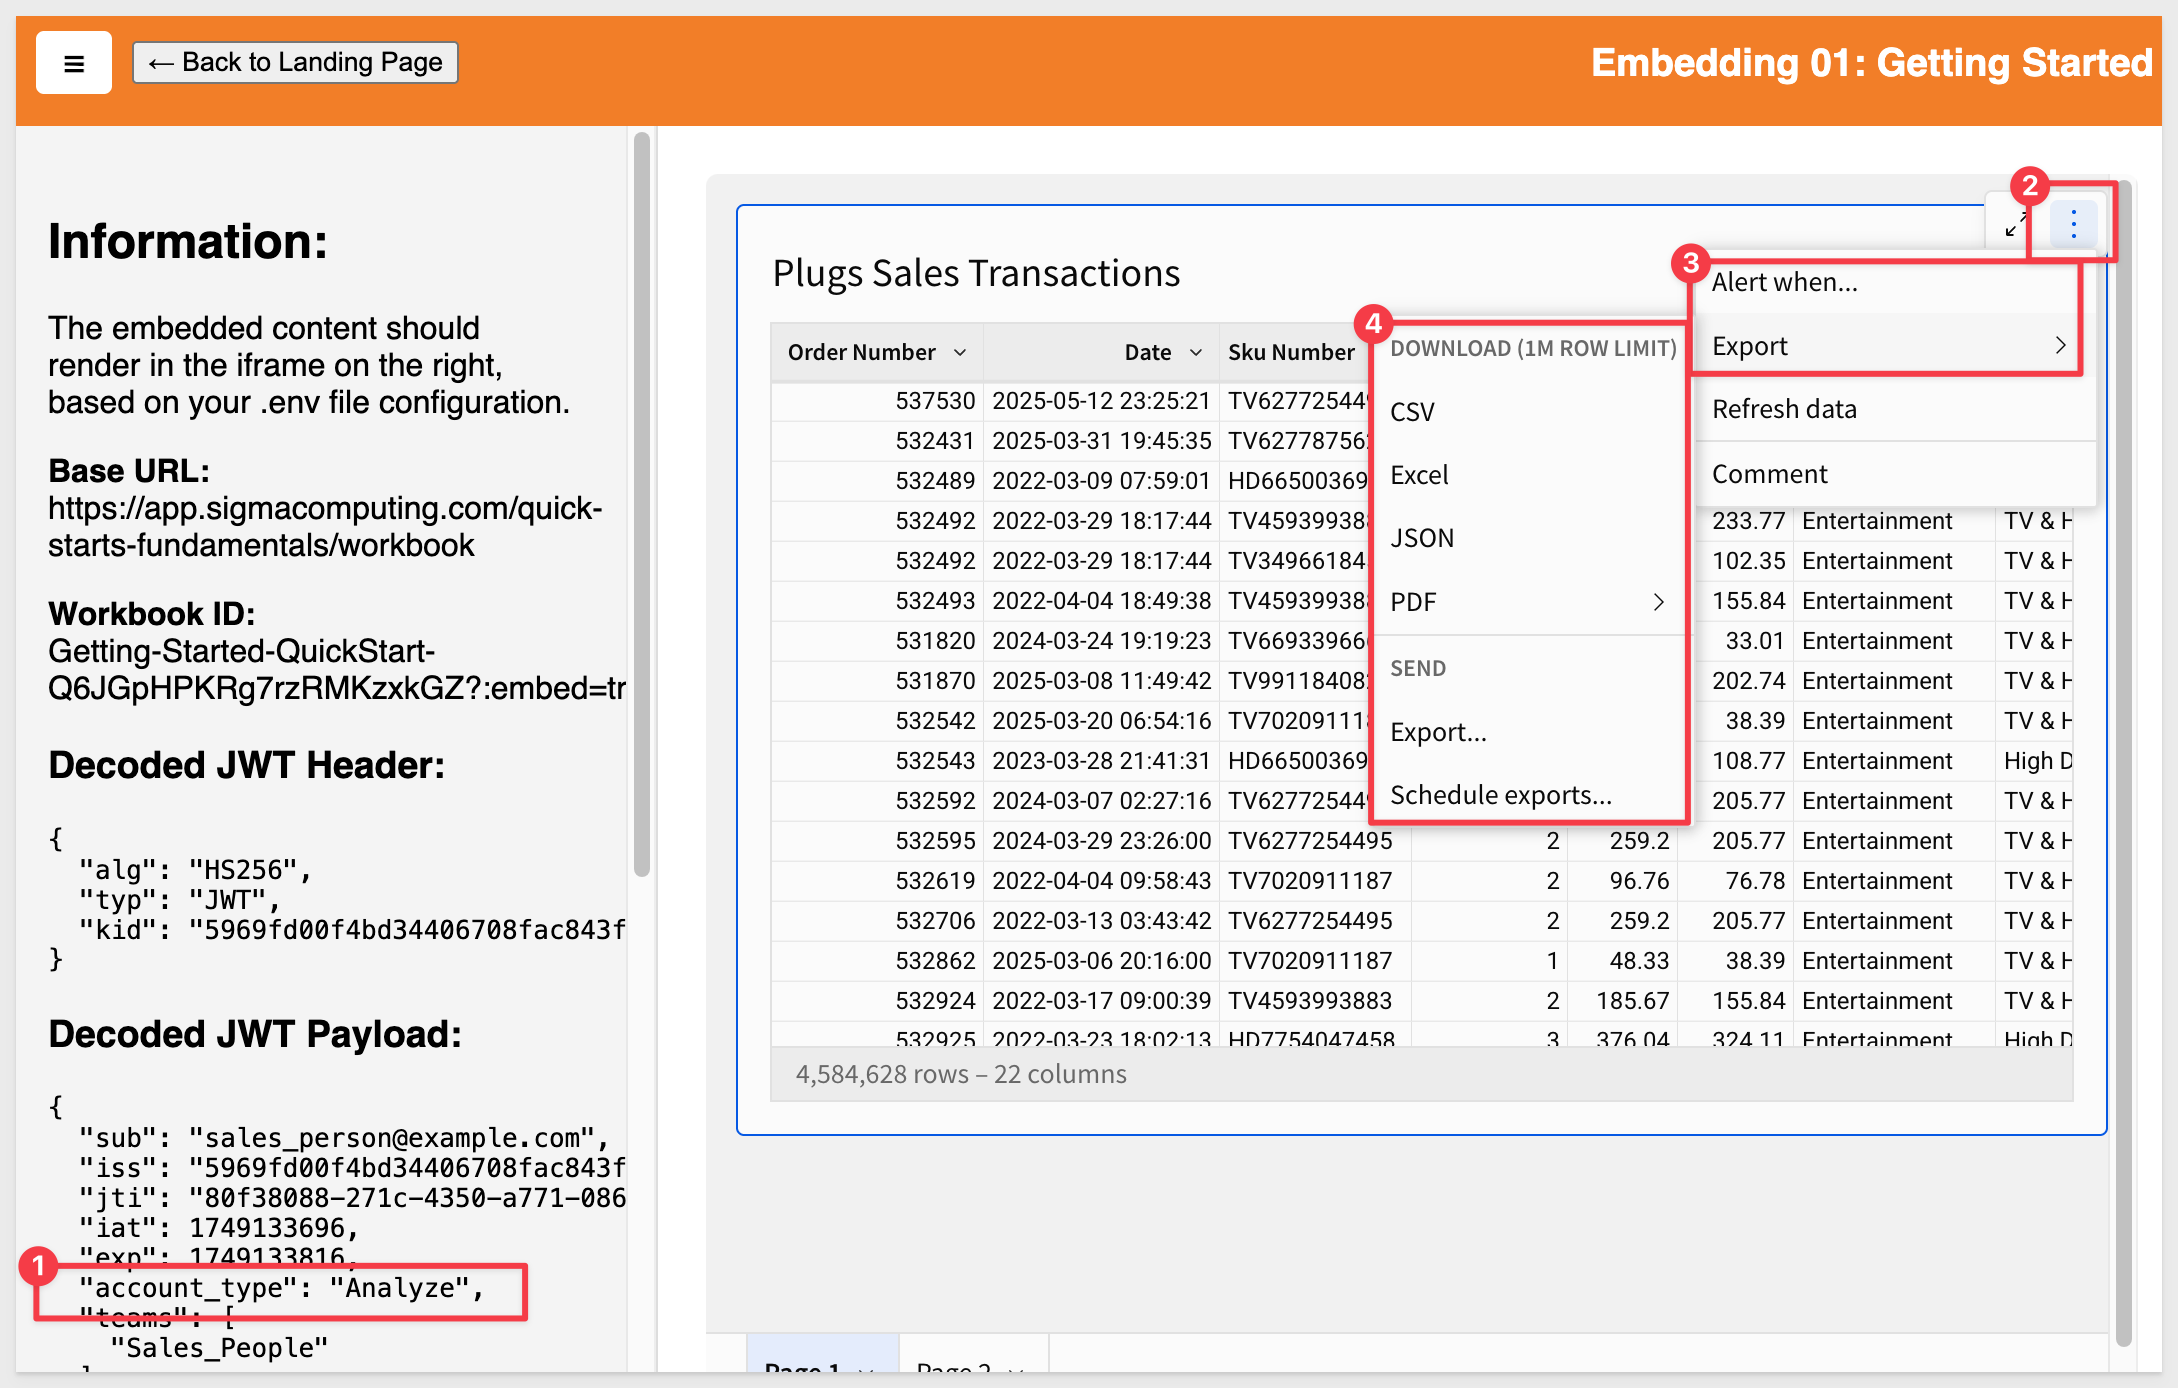 ≡
← Back to Landing Page
Embedding 01: Getting Started
Information:
The embedded content should
render in the iframe on the right,
based on your .env file configuration.
Base URL:
https://app.sigmacomputing.com/quick-
starts-fundamentals/workbook
Workbook ID:
Getting-Started-QuickStart-
Q6JGpHPKRg7rzRMKzxkGZ?:embed=tr
Decoded JWT Header:
{
"alg": "HS256",
"typ": "JWT",
"kid": "5969fd00f4bd34406708fac843f
}
Decoded JWT Payload:
{
"sub": "sales_person@example.com",
"iss": "5969fd00f4bd34406708fac843f
"jti": "80f38088-271c-4350-a771-086
"iat": 1749133696,
"exp": 1749133816,
1
"account_type": "Analyze",
"teams": [
"Sales_People"
2
Plugs Sales Transactions
3
Alert when...
Export
Refresh data
Comment
4
DOWNLOAD (1M ROW LIMIT)
CSV
Excel
JSON
PDF
SEND
Export...
Schedule exports...
Order Number Date Sku Number
537530 2025-05-12 23:25:21 TV627725449
532431 2025-03-31 19:45:35 TV62778756
532489 2022-03-09 07:59:01 HD66500369
532492 2022-03-29 18:17:44 TV45939938 233.77 Entertainment TV & H
532492 2022-03-29 18:17:44 TV34966184 102.35 Entertainment TV & H
532493 2022-04-04 18:49:38 TV45939938 155.84 Entertainment TV & H
531820 2024-03-24 19:19:23 TV66933966 33.01 Entertainment TV & H
531870 2025-03-08 11:49:42 TV99118408 202.74 Entertainment TV & H
532542 2025-03-20 06:54:16 TV70209111 38.39 Entertainment TV & H
532543 2023-03-28 21:41:31 HD66500369 108.77 Entertainment High D
532592 2024-03-07 02:27:16 TV62772544 205.77 Entertainment TV & H
532595 2024-03-29 23:26:00 TV6277254495 2 259.2 205.77 Entertainment TV & H
532619 2022-04-04 09:58:43 TV7020911187 2 96.76 76.78 Entertainment TV & H
532706 2022-03-13 03:43:42 TV6277254495 2 259.2 205.77 Entertainment TV & H
532862 2025-03-06 20:16:00 TV7020911187 1 48.33 38.39 Entertainment TV & H
532924 2022-03-17 09:00:39 TV4593993883 2 185.67 155.84 Entertainment TV & H
532925 2022-03-23 18:02:13 HD7754047458 3 376.04 324.11 Entertainment High D
4,584,628 rows – 22 columns
Page 1 Page 2